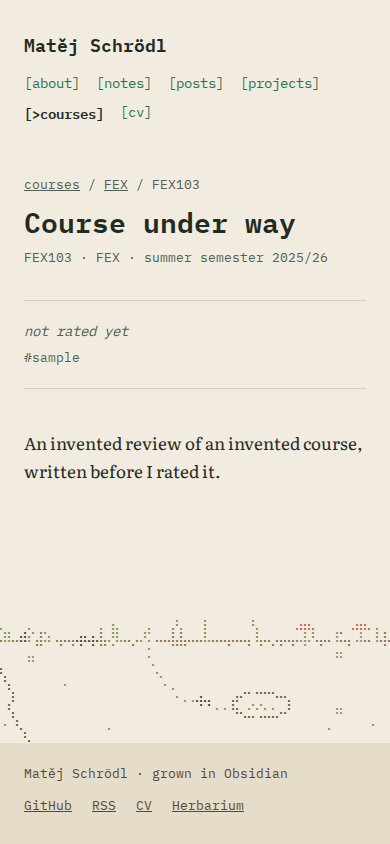 Matěj Schrödl
[about] [notes] [posts] [projects]
[>courses] [cv]
courses / FEX / FEX103
Course under way
FEX103 · FEX · summer semester 2025/26
not rated yet
#sample
An invented review of an invented course,
written before I rated it.
Matěj Schrödl · grown in Obsidian
GitHub RSS CV Herbarium